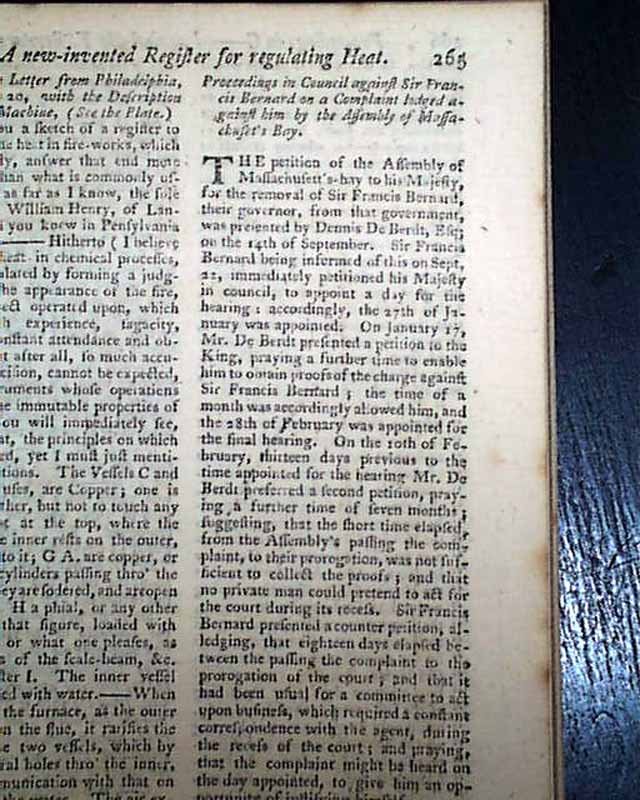 A new-invented Regiſter for regulating Heat. 265
Letter from Philadelphia,
20, with the Deſcription
Machine, (See the Plate.)
ou a ſketch of a regiſter to
heat in fire-works, which
ly, anſwer that end more
han what is commonly uſ-
as far as I know, the ſole
William Henry, of Lan-
you knew in Penſylvania
—— Hitherto ( I believe
heat in chemical proceſſes,
ulated by forming a judg-
he appearance of the fire,
ect operated upon, which
h experience, ſagacity,
onſtant attendance and ob-
t after all, ſo much accu-
ciſion, cannot be expected,
ruments whoſe operations
e immutable properties of
ou will immediately ſee,
at, the principles on which
ed, yet I muſt juſt menti-
tions. The Veſſels C and
uſes, are Copper; one is
ther, but not to touch any
t at the top, where the
e inner reſts on the outer,
to it; G A. are copper, or
cylinders paſſing thro' the
ey are ſodered, and are open
H a phial, or any other
that figure, loaded with
or what one pleaſes, as
s of the ſcale-beam, &c.
ſter I. The inner veſſel
ed with water.——When
the furnace, as the outer
n the flue, it rarifies the
e two veſſels, which by
ral holes thro' the inner,
munication with that on
the water. The air
Proceedings in Council againſt Sir Fran-
cis Bernard on a Complaint lodged a-
gainſt him by the Aſſembly of Maſſa-
chuſet's Bay.
THE petition of the Aſſembly of
Maſſachuſett's-bay to his Majeſty,
for the removal of Sir Francis Bernard,
their governor, from that government,
was preſented by Dennis De Berdt, Eſq;
on the 14th of September. Sir Francis
Bernard being informed of this on Sept.
22, immediately petitioned his Majeſty
in council, to appoint a day for the
hearing: accordingly, the 27th of Ja-
nuary was appointed. On January 17,
Mr. De Berdt preſented a petition to the
King, praying a further time to enable
him to obtain proofs of the charge againſt
Sir Francis Bernard; the time of a
month was accordingly allowed him, and
the 28th of February was appointed for
the final hearing. On the 10th of Fe-
bruary, thirteen days previous to the
time appointed for the hearing Mr. De
Berdt preferred a ſecond petition, pray-
ing a further time of ſeven months;
ſuggeſting, that the ſhort time elapſed
from the Aſſembly's paſſing the com-
plaint, to their prorogation, was not ſuf-
ficient to collect the proofs; and that
no private man could pretend to act for
the court during its receſs. Sir Francis
Bernard preſented a counter petition, al-
ledging, that eighteen days elapſed be-
tween the paſſing the complaint to the
prorogation of the court; and that it
had been uſual for a committee to act
upon buſineſs, which required a conſtant
correſpondence with the agent, during
the receſs of the court; and praying,
that the complaint might be heard on
the day appointed, to give him an op-
portunity of juſtifying himſelf